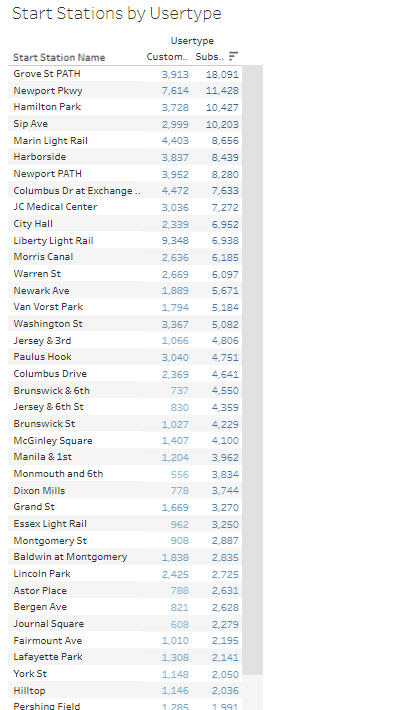 Start Stations by Usertype
Usertype
Start Station Name Custom.. Subs..
Grove St PATH 3,913 18,091
Newport Pkwy 7,614 11,428
Hamilton Park 3,728 10,427
Sip Ave 2,999 10,203
Marin Light Rail 4,403 8,656
Harborside 3,837 8,439
Newport PATH 3,952 8,280
Columbus Dr at Exchange .. 4,472 7,633
JC Medical Center 3,036 7,272
City Hall 2,339 6,952
Liberty Light Rail 9,348 6,938
Morris Canal 2,636 6,185
Warren St 2,669 6,097
Newark Ave 1,889 5,671
Van Vorst Park 1,794 5,184
Washington St 3,367 5,082
Jersey & 3rd 1,066 4,806
Paulus Hook 3,040 4,751
Columbus Drive 2,369 4,641
Brunswick & 6th 737 4,550
Jersey & 6th St 830 4,359
Brunswick St 1,027 4,229
McGinley Square 1,407 4,100
Manila & 1st 1,204 3,962
Monmouth and 6th 556 3,834
Dixon Mills 778 3,744
Grand St 1,669 3,270
Essex Light Rail 962 3,250
Montgomery St 908 2,887
Baldwin at Montgomery 1,838 2,835
Lincoln Park 2,425 2,725
Astor Place 788 2,631
Bergen Ave 821 2,628
Journal Square 608 2,279
Fairmount Ave 1,010 2,195
Lafayette Park 1,308 2,141
York St 1,148 2,050
Hilltop 1,146 2,036
Pershing Field 1,285 1,991